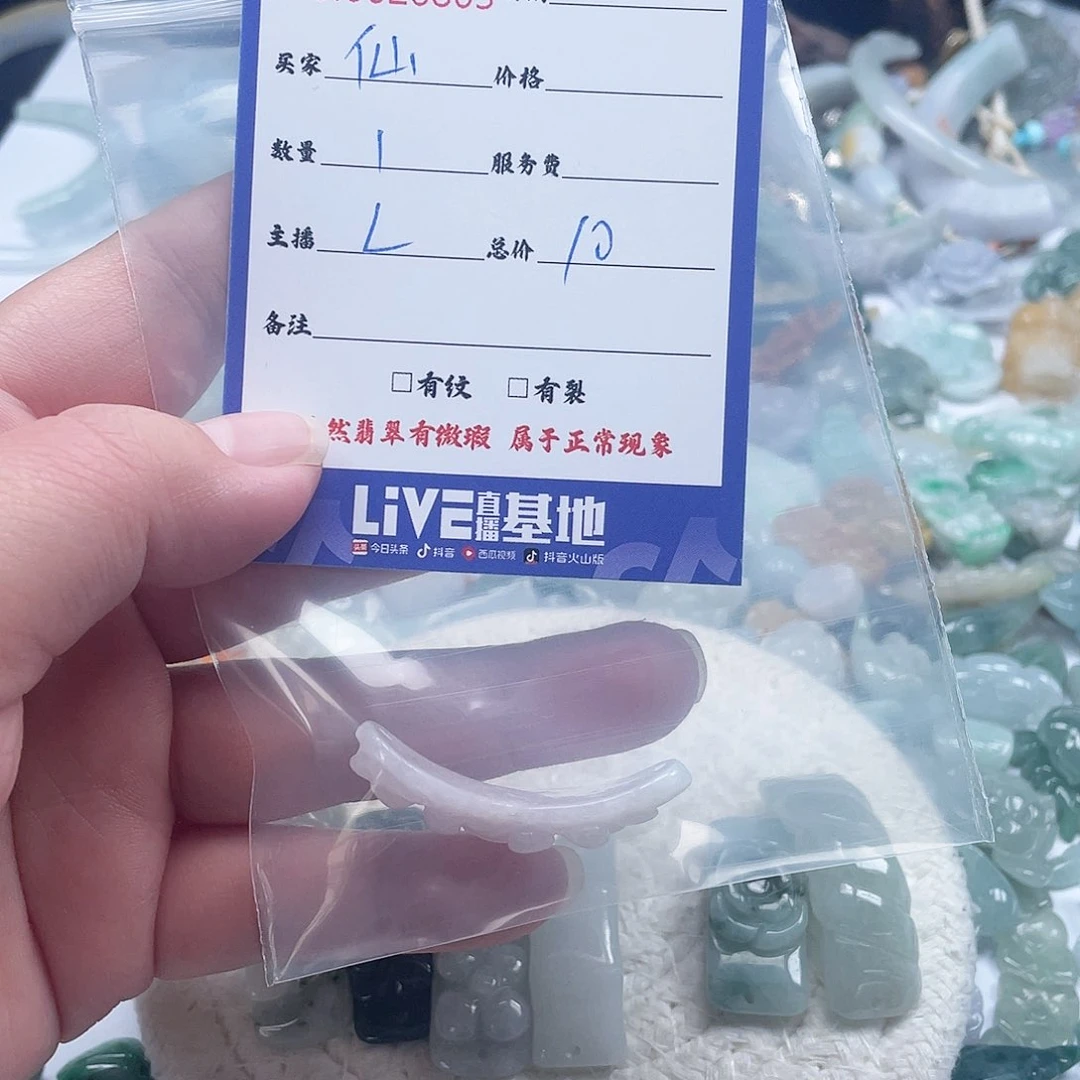 买家 仙 价格
数量 1 服务费
主播 L 总价 10
备注
□有纹 □有裂
然翡翠有微瑕 属于正常现象
LiVE直播基地
头条 今日头条 抖音 西瓜视频 抖音火山版